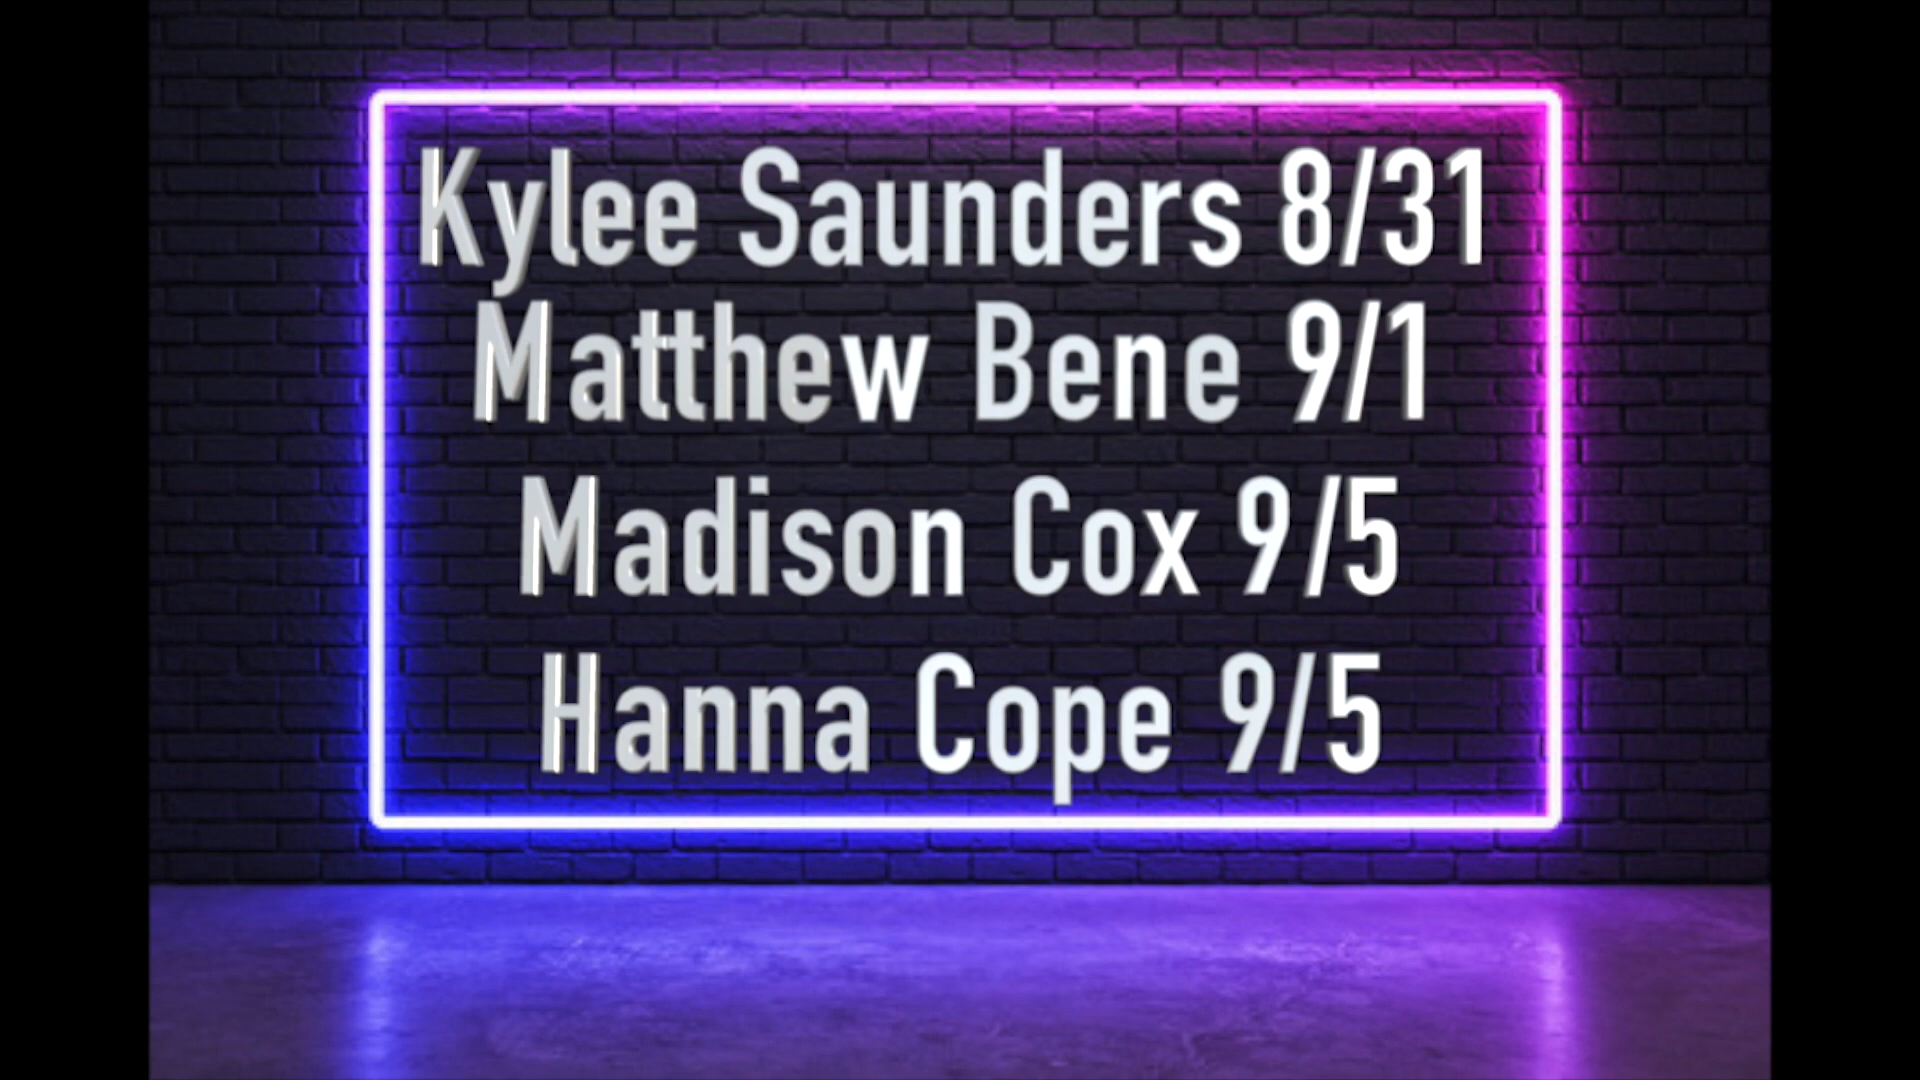 Kylee Saunders 8/31
Matthew Bene 9/1
Madison Cox 9/5
Hanna Cope 9/5